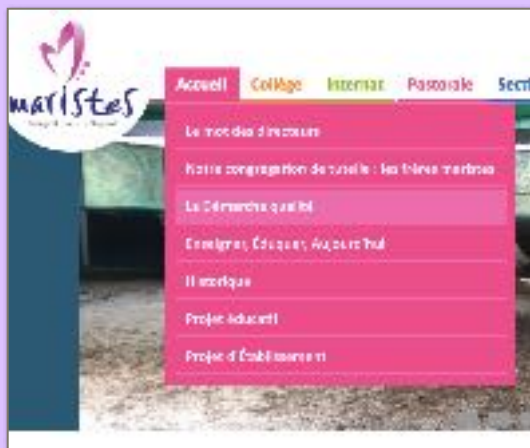 maristes
Accueil Collège Internat Pastorale Sect
Le mot des directeurs
Notre congrégation de tutelle : les frères maristes
La Démarche qualité
Enseigner, Éduquer, Aujourd'hui
Historique
Projet éducatif
Projet d'Établissement